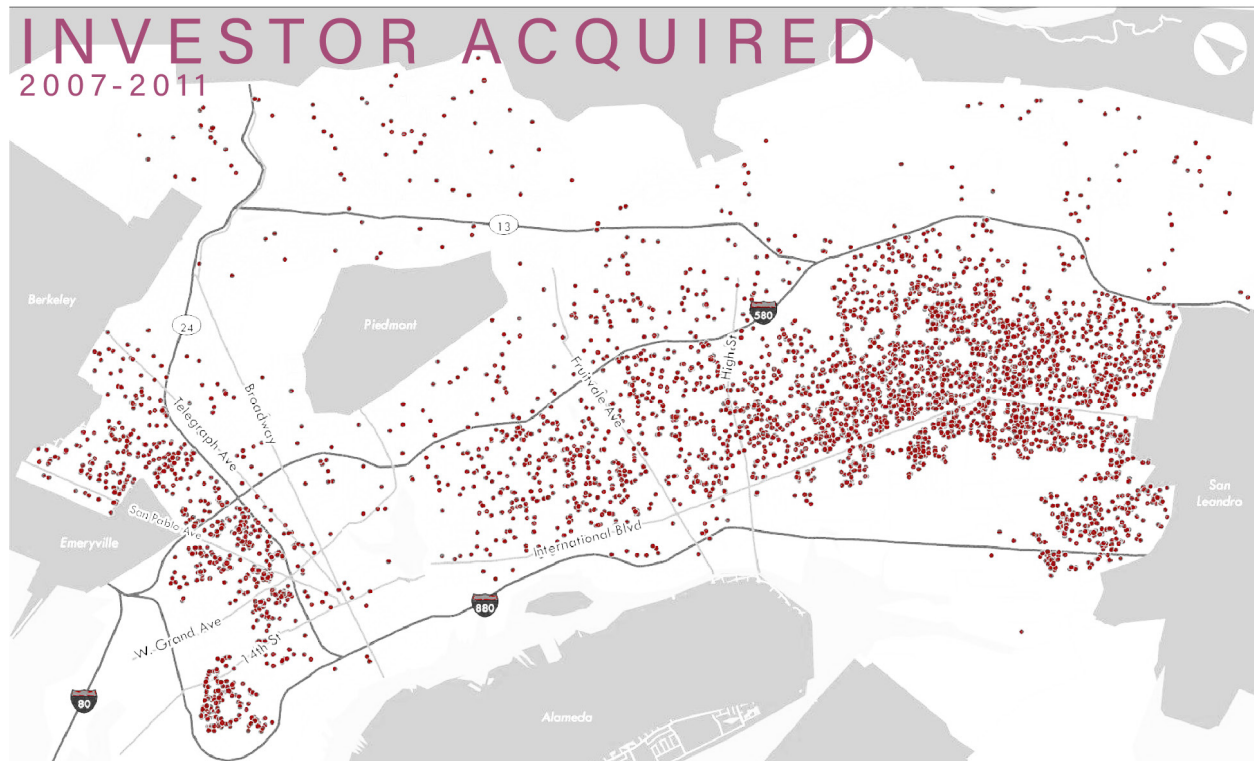 INVESTOR ACQUIRED
2007-2011
13
Berkeley
580
24
Piedmont
High St
Fruitvale Ave
Broadway
Telegraph Ave
San
Leandro
San Pablo Ave
International Blvd
Emeryville
880
W. Grand Ave
14th St
80
Alameda